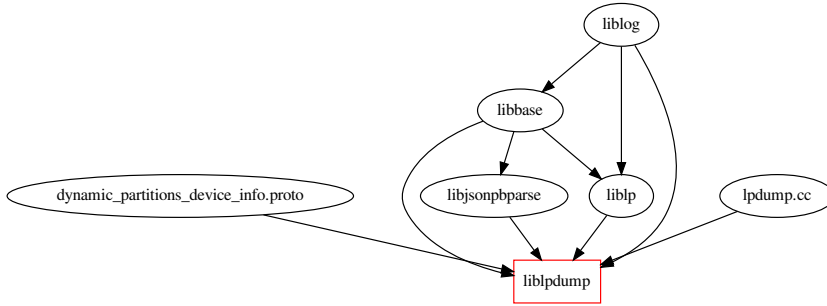 liblog
libbase
dynamic_partitions_device_info.proto
libjsonpbparse
liblp
lpdump.cc
liblpdump